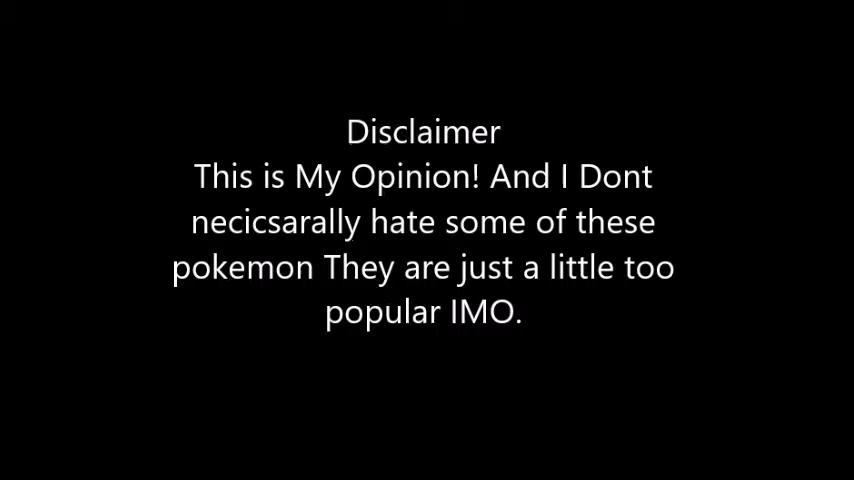 Disclaimer
This is My Opinion! And I Dont
necicsarally hate some of these
pokemon They are just a little too
popular IMO.